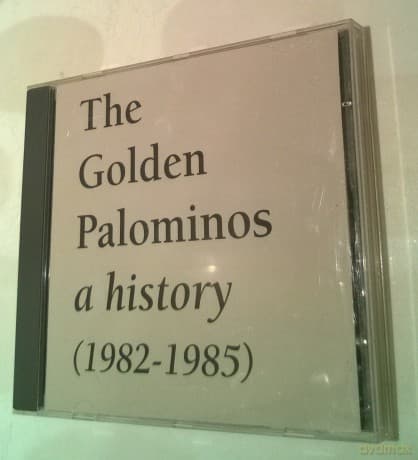 The
Golden
Palominos
a history
(1982-1985)